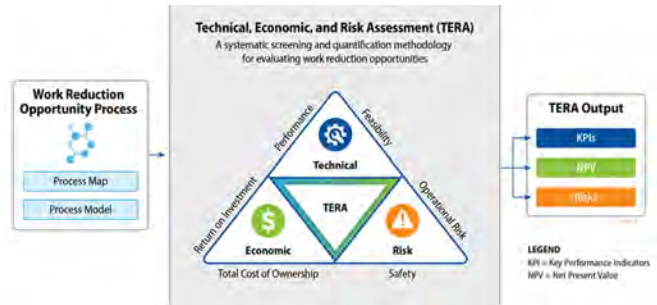 Technical, Economic, and Risk Assessment (TERA)
A systematic screening and quantification methodology
for evaluating work reduction opportunities
Work Reduction
Opportunity Process
Process Map
Process Model
Performance
Feasibility
Technical
TERA
Return on Investment
Operational Risk
Economic
Risk
Total Cost of Ownership
Safety
TERA Output
KPIs
NPV
LEGEND
KPI = Key Performance Indicators
NPV = Net Present Value